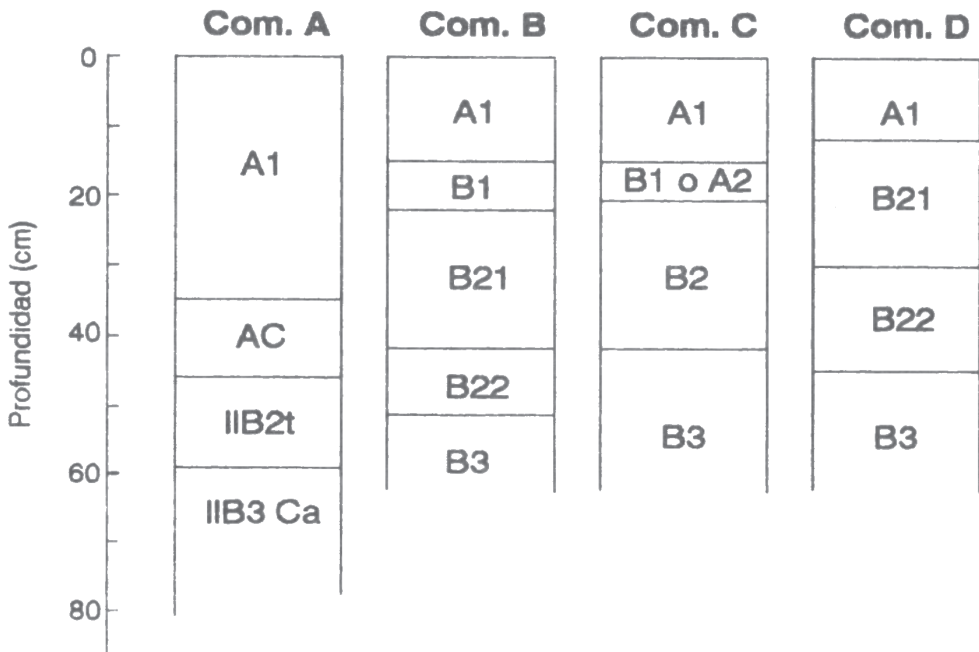 Com. A
Com. B
Com. C
Com. D
Profundidad (cm)
0
20
40
60
80
A1
AC
IIB2t
IIB3 Ca
A1
B1
B21
B22
B3
A1
B1 o A2
B2
B3
A1
B21
B22
B3